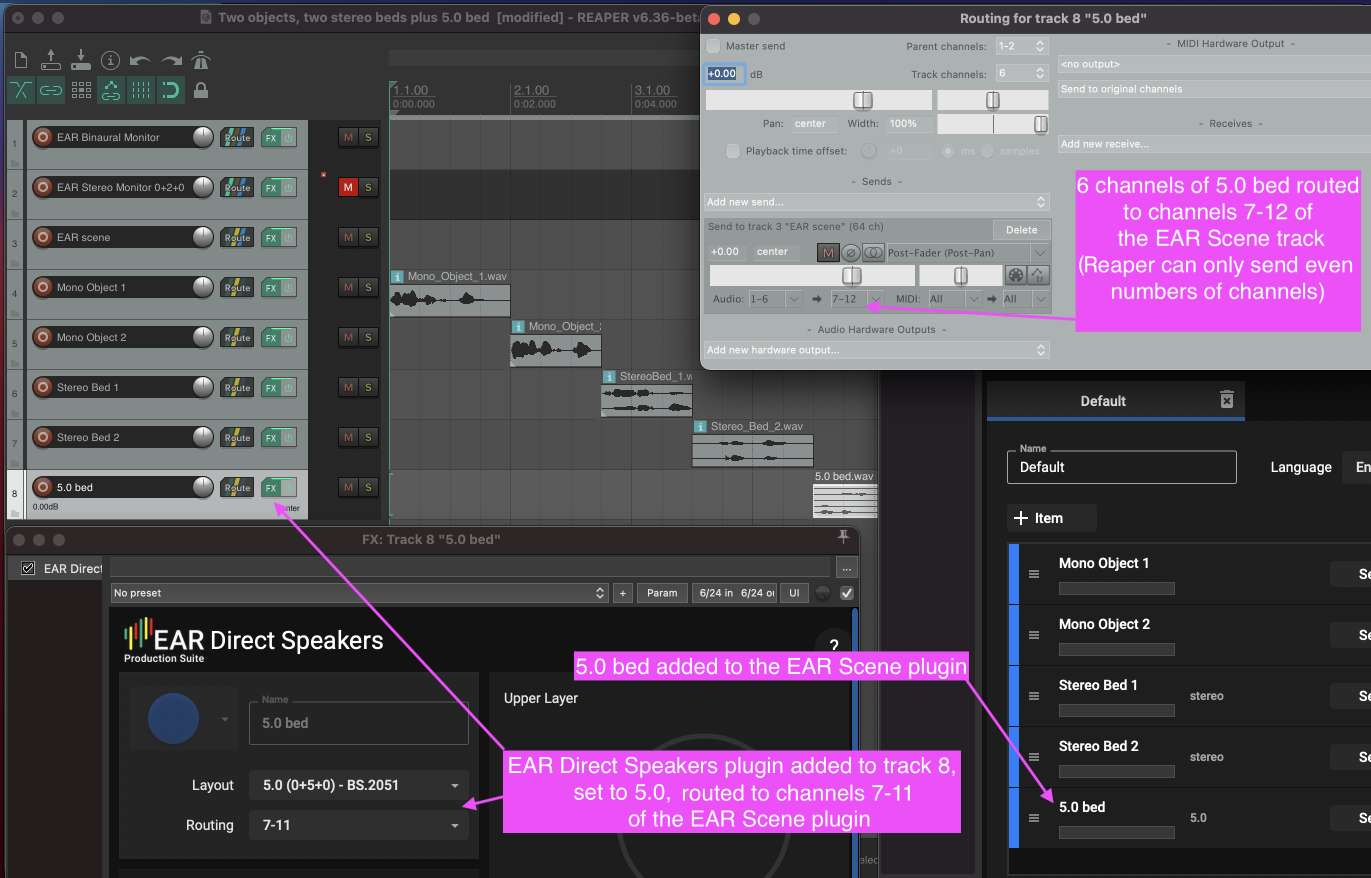 Two objects, two stereo beds plus 5.0 bed [modified] - REAPER v6.36-beta
Routing for track 8 "5.0 bed"
Master send
Parent channels: 1-2
- MIDI Hardware Output -
<no output>
+0.00 dB
Track channels: 6
Send to original channels
1.1.00
0:00.000
2.1.00
0:02.000
3.1.00
0:04.000
Pan: center Width: 100%
- Receives -
Add new receive...
Playback time offset: +0 ms samples
- Sends -
Add new send...
Send to track 3 "EAR scene" (64 ch)
Delete
+0.00 center M Post-Fader (Post-Pan)
Audio: 1-6 7-12 MIDI: All All
- Audio Hardware Outputs -
Add new hardware output...
6 channels of 5.0 bed routed
to channels 7-12 of
the EAR Scene track
(Reaper can only send even
numbers of channels)
1 EAR Binaural Monitor Route FX M S
2 EAR Stereo Monitor 0+2+0 Route FX M S
3 EAR scene Route FX M S
4 Mono Object 1 Route FX M S
5 Mono Object 2 Route FX M S
6 Stereo Bed 1 Route FX M S
7 Stereo Bed 2 Route FX M S
8 5.0 bed Route FX M S
0.00dB
Mono_Object_1.wav
Mono_Object_
StereoBed_1.w
Stereo_Bed_2.wav
5.0 bed.wav
Default
Name
Default
Language
En
+ Item
Mono Object 1
Mono Object 2
Stereo Bed 1
stereo
Stereo Bed 2
stereo
5.0 bed
5.0
FX: Track 8 "5.0 bed"
EAR Direct
...
No preset
+
Param
6/24 in 6/24 ou
UI
EAR Direct Speakers
Production Suite
?
Name
5.0 bed
Upper Layer
Layout 5.0 (0+5+0) - BS.2051
Routing 7-11
5.0 bed added to the EAR Scene plugin
EAR Direct Speakers plugin added to track 8,
set to 5.0, routed to channels 7-11
of the EAR Scene plugin